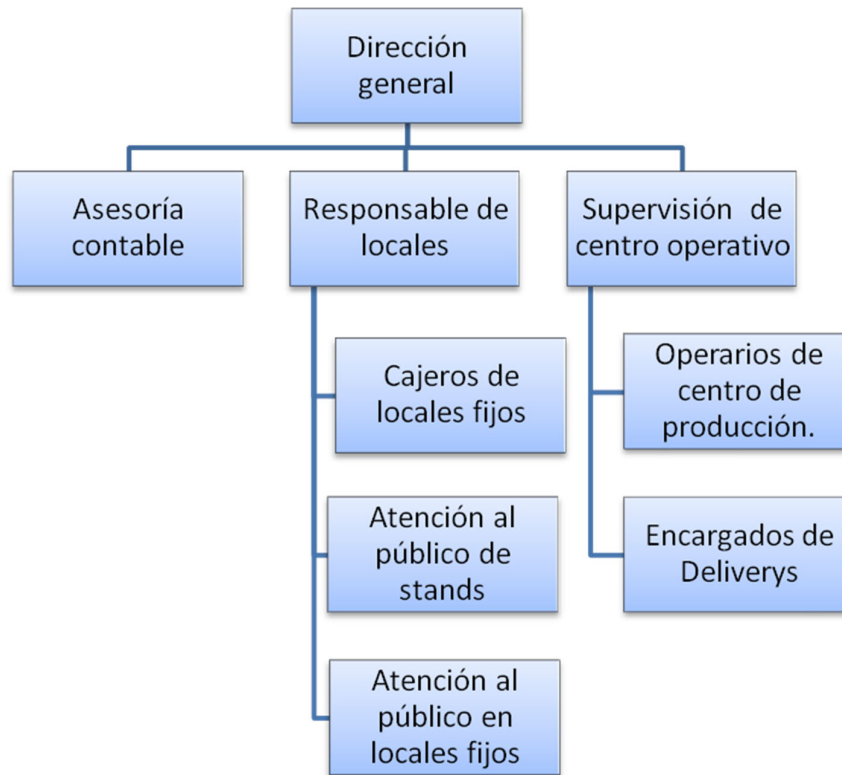 Dirección
general
Asesoría
contable
Responsable de
locales
Supervisión de
centro operativo
Cajeros de
locales fijos
Atención al
público de
stands
Atención al
público en
locales fijos
Operarios de
centro de
producción.
Encargados de
Deliverys